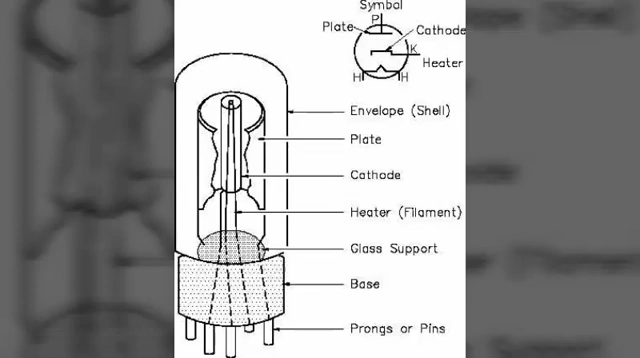 Symbol
P
Plate
Cathode
K
Heater
H
H
Envelope (Shell)
Plate
Cathode
Heater (Filament)
Glass Support
Base
Prongs or Pins